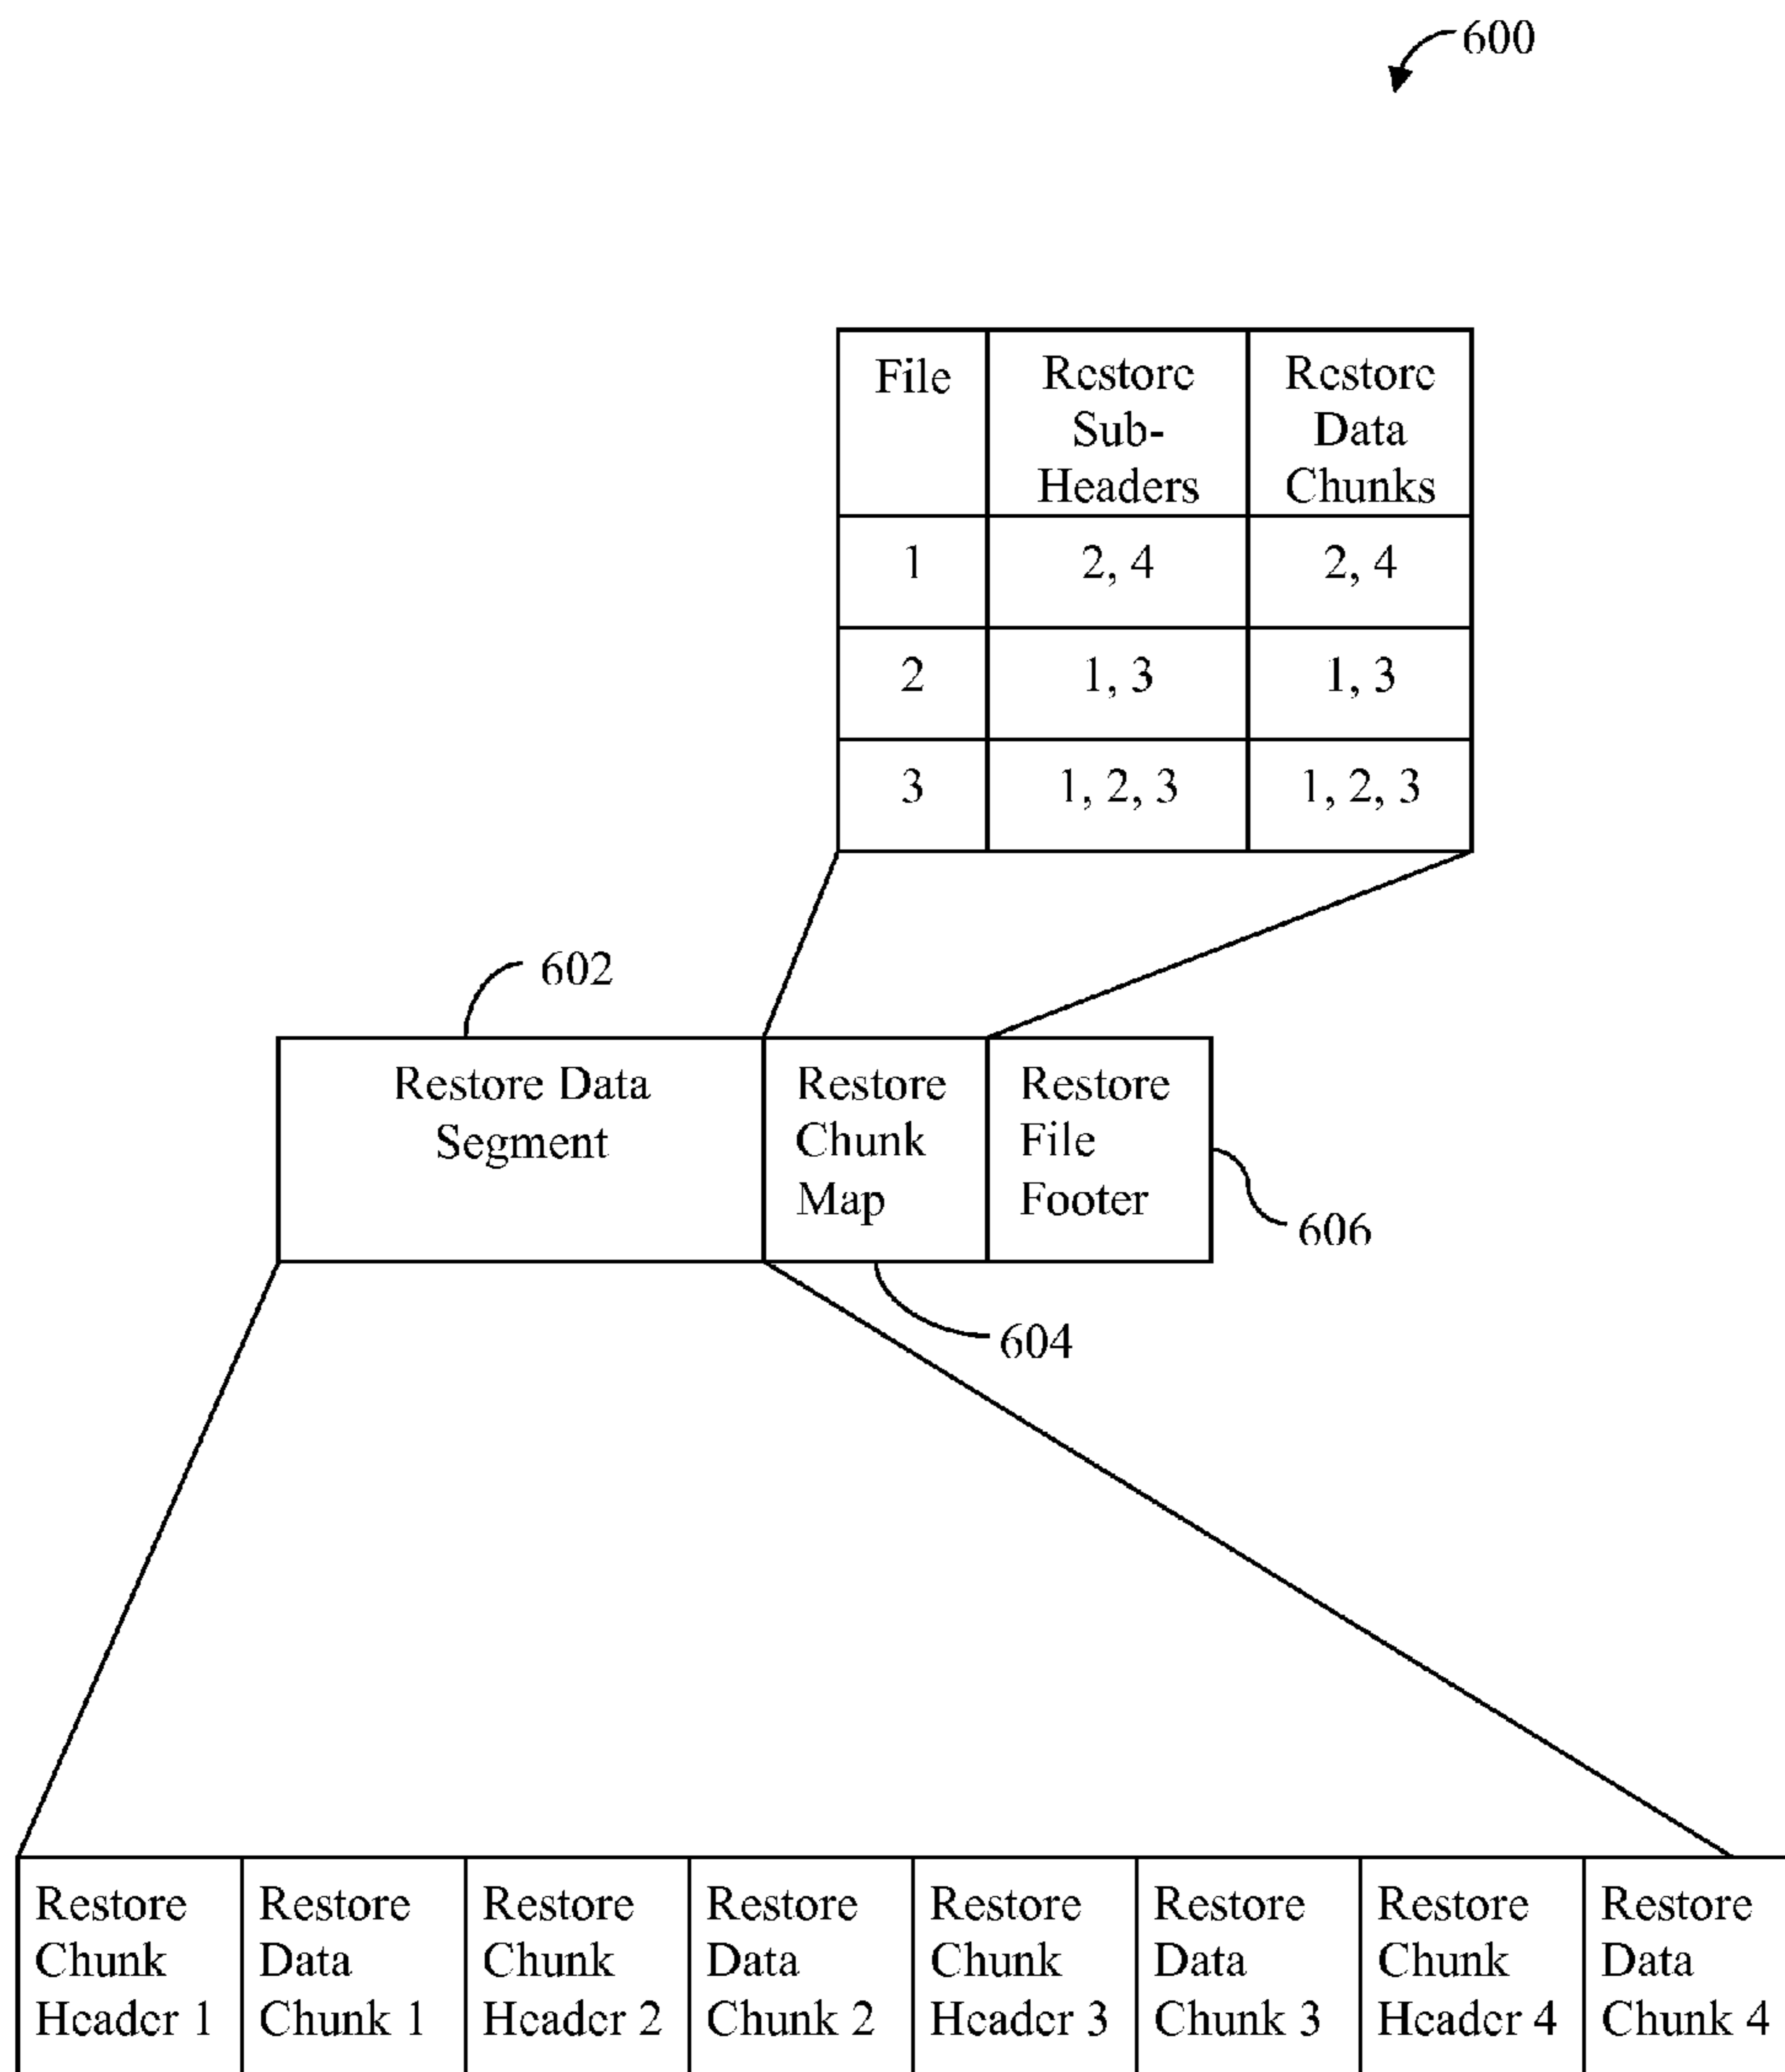 600
File
Restore
Sub-
Headers
Restore
Data
Chunks
1
2, 4
2, 4
2
1, 3
1, 3
3
1, 2, 3
1, 2, 3
602
Restore Data
Segment
Restore
Chunk
Map
Restore
File
Footer
606
604
Restore
Chunk
Header 1
Restore
Data
Chunk 1
Restore
Chunk
Header 2
Restore
Data
Chunk 2
Restore
Chunk
Header 3
Restore
Data
Chunk 3
Restore
Chunk
Header 4
Restore
Data
Chunk 4